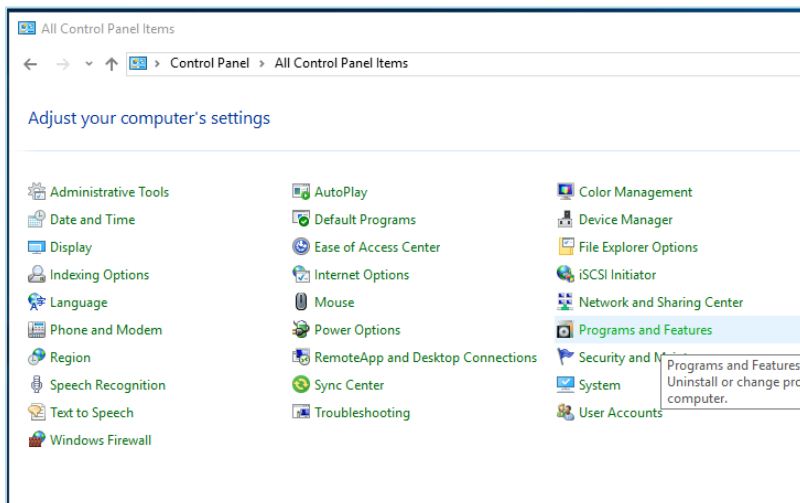 All Control Panel Items
Control Panel > All Control Panel Items
Adjust your computer's settings
Administrative Tools
AutoPlay
Color Management
Date and Time
Default Programs
Device Manager
Display
Ease of Access Center
File Explorer Options
Indexing Options
Internet Options
iSCSI Initiator
Language
Mouse
Network and Sharing Center
Phone and Modem
Power Options
Programs and Features
Region
RemoteApp and Desktop Connections
Security and
Programs and Features
Uninstall or change pro
computer.
Speech Recognition
Sync Center
System
Text to Speech
Troubleshooting
User Accounts
Windows Firewall